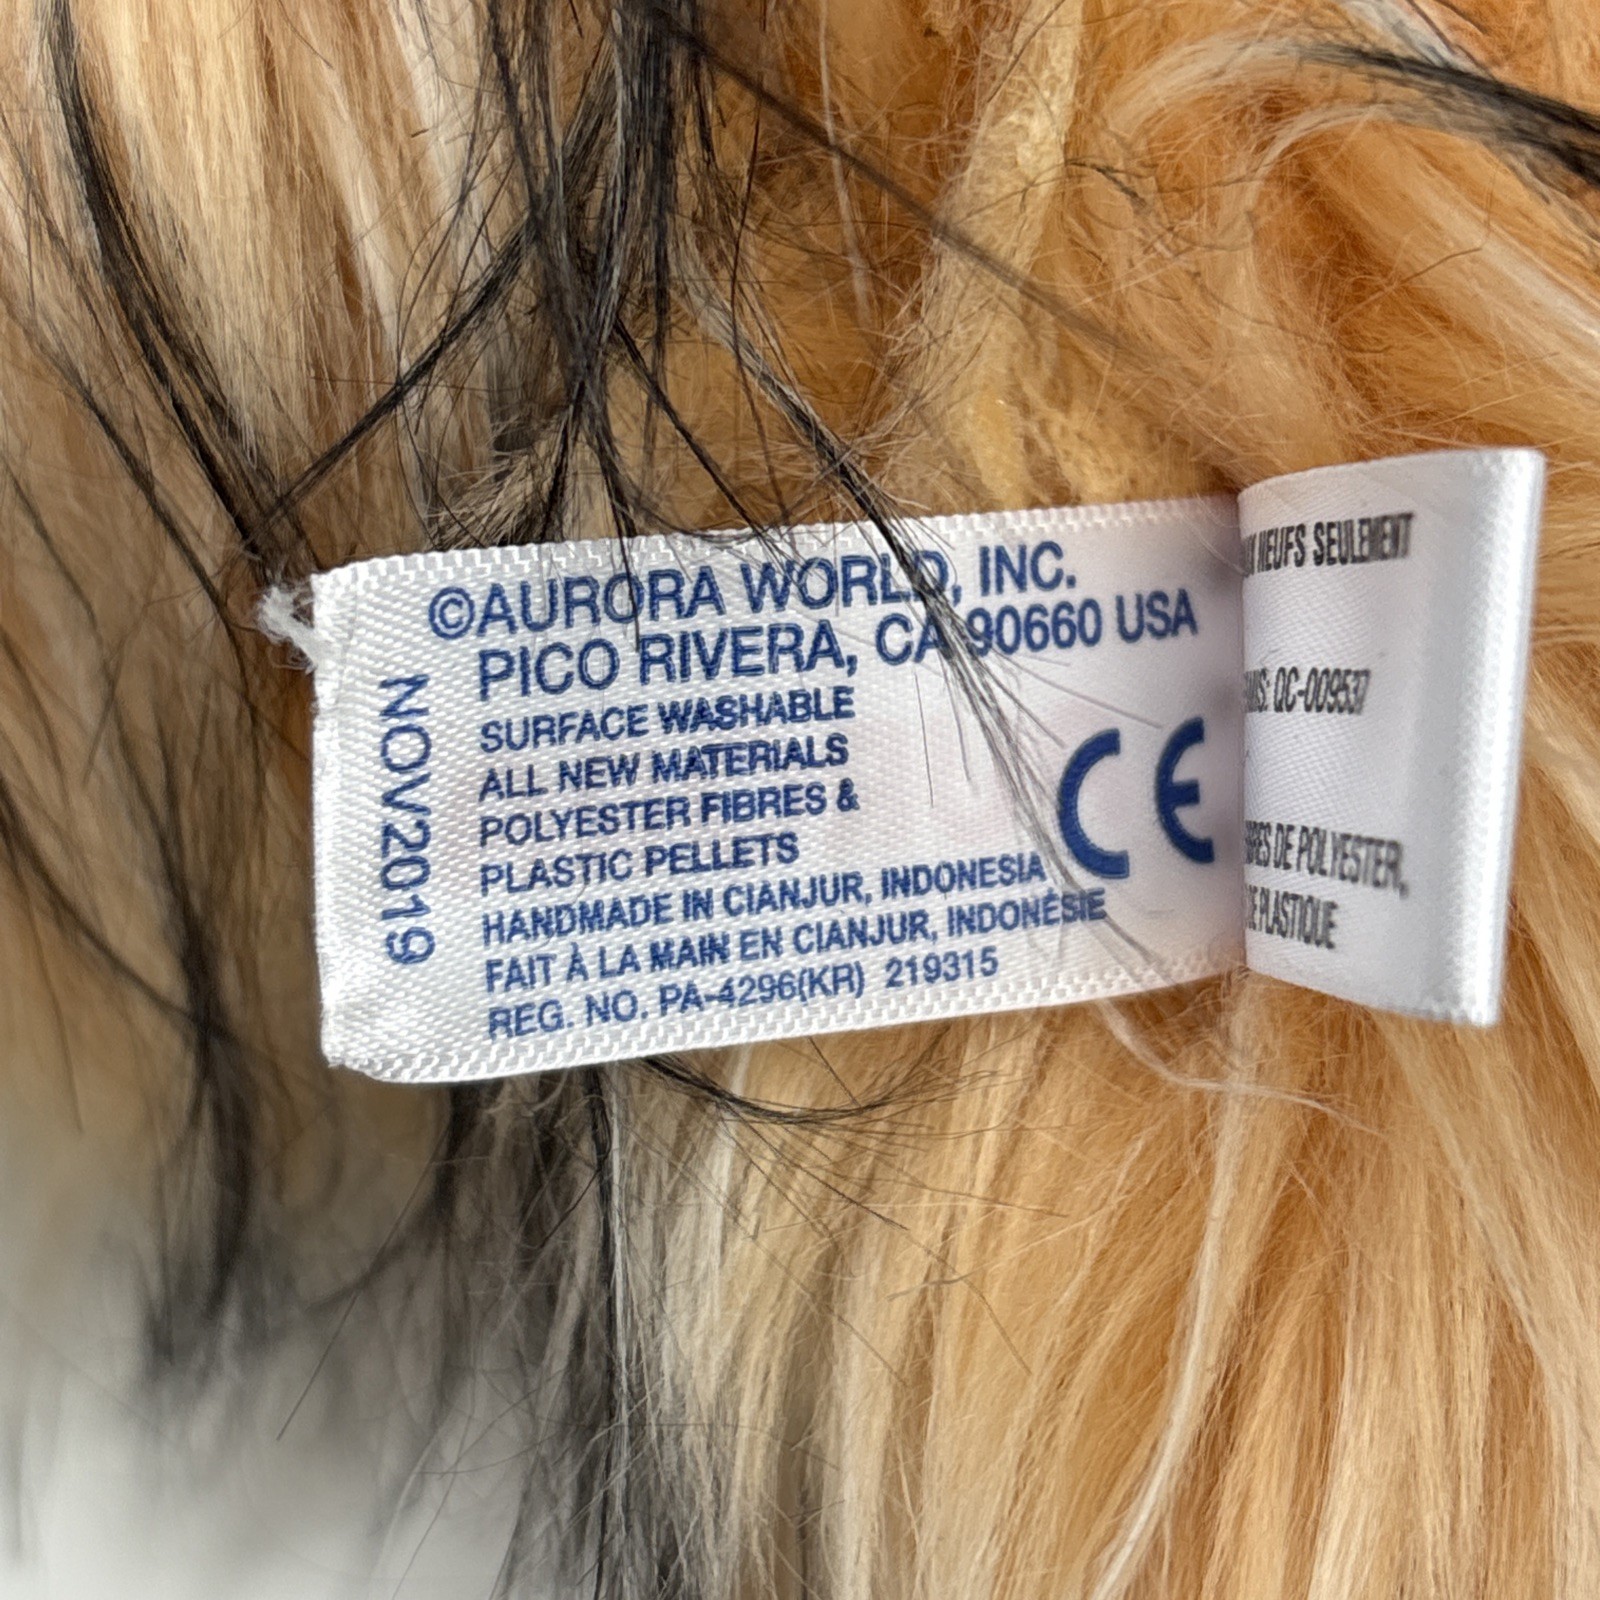 ©AURORA WORLD, INC.
PICO RIVERA, CA 90660 USA
SURFACE WASHABLE
ALL NEW MATERIALS
POLYESTER FIBRES &
PLASTIC PELLETS
HANDMADE IN CIANJUR, INDONESIA
FAIT À LA MAIN EN CIANJUR, INDONÉSIE
REG. NO. PA-4296(KR) 219315
NOV2019
CE
NEUFS SEULEMENT
QC-009537
DE POLYESTER,
DE PLASTIQUE